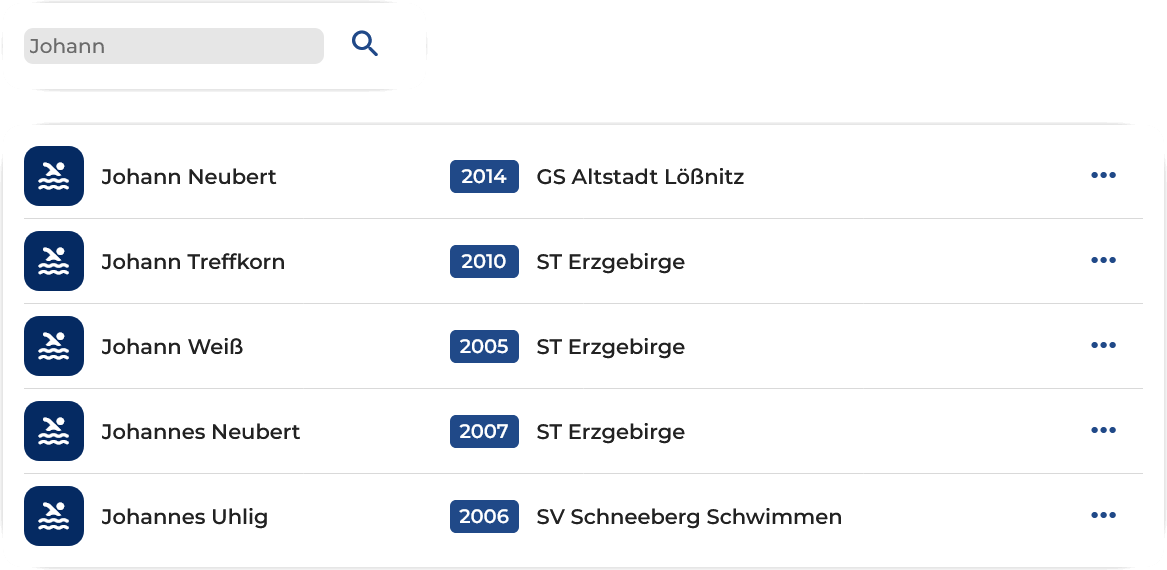 Johann
Johann Neubert 2014 GS Altstadt Lößnitz
Johann Treffkorn 2010 ST Erzgebirge
Johann Weiß 2005 ST Erzgebirge
Johannes Neubert 2007 ST Erzgebirge
Johannes Uhlig 2006 SV Schneeberg Schwimmen